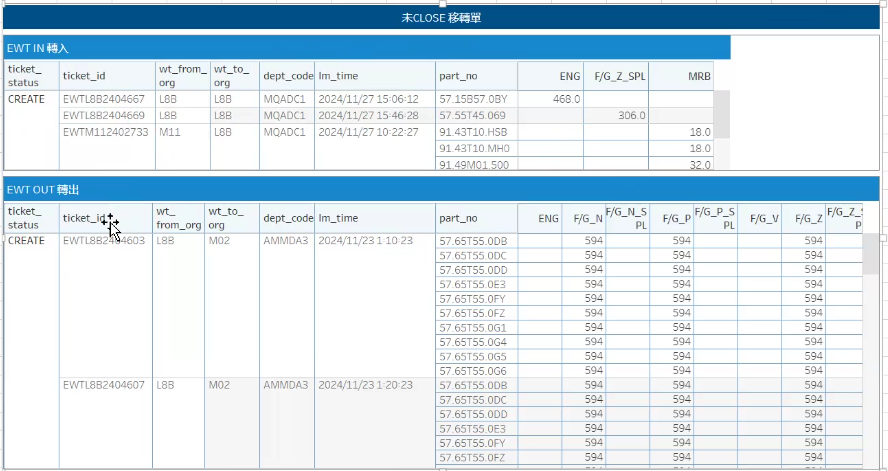 未CLOSE 移轉單
EWT IN 轉入
ticket_status ticket_id wt_from_org wt_to_org dept_code lm_time part_no ENG F/G_Z_SPL MRB
CREATE EWTL8B2404667 L8B L8B MQADC1 2024/11/27 15:06:12 57.15B57.0BY 468.0
EWTL8B2404669 L8B L8B MQADC1 2024/11/27 15:46:28 57.55T45.069 306.0
EWTM112402733 M11 L8B MQADC1 2024/11/27 10:22:27 91.43T10.HSB 18.0
91.43T10.MH0 18.0
91.49M01.500 32.0
EWT OUT 轉出
ticket_status ticket_id wt_from_org wt_to_org dept_code lm_time part_no ENG F/G_N F/G_N_SPL F/G_P F/G_P_SPL F/G_V F/G_Z F/G_Z_S P
CREATE EWTL8B2404603 L8B M02 AMMDA3 2024/11/23 1:10:23 57.65T55.0DB 594 594 594
57.65T55.0DC 594 594 594
57.65T55.0DD 594 594 594
57.65T55.0E3 594 594 594
57.65T55.0FY 594 594 594
57.65T55.0FZ 594 594 594
57.65T55.0G1 594 594 594
57.65T55.0G4 594 594 594
57.65T55.0G5 594 594 594
57.65T55.0G6 594 594 594
EWTL8B2404607 L8B M02 AMMDA3 2024/11/23 1:20:23 57.65T55.0DB 594 594 594
57.65T55.0DC 594 594 594
57.65T55.0DD 594 594 594
57.65T55.0E3 594 594 594
57.65T55.0FY 594 594 594
57.65T55.0FZ 594 594 594